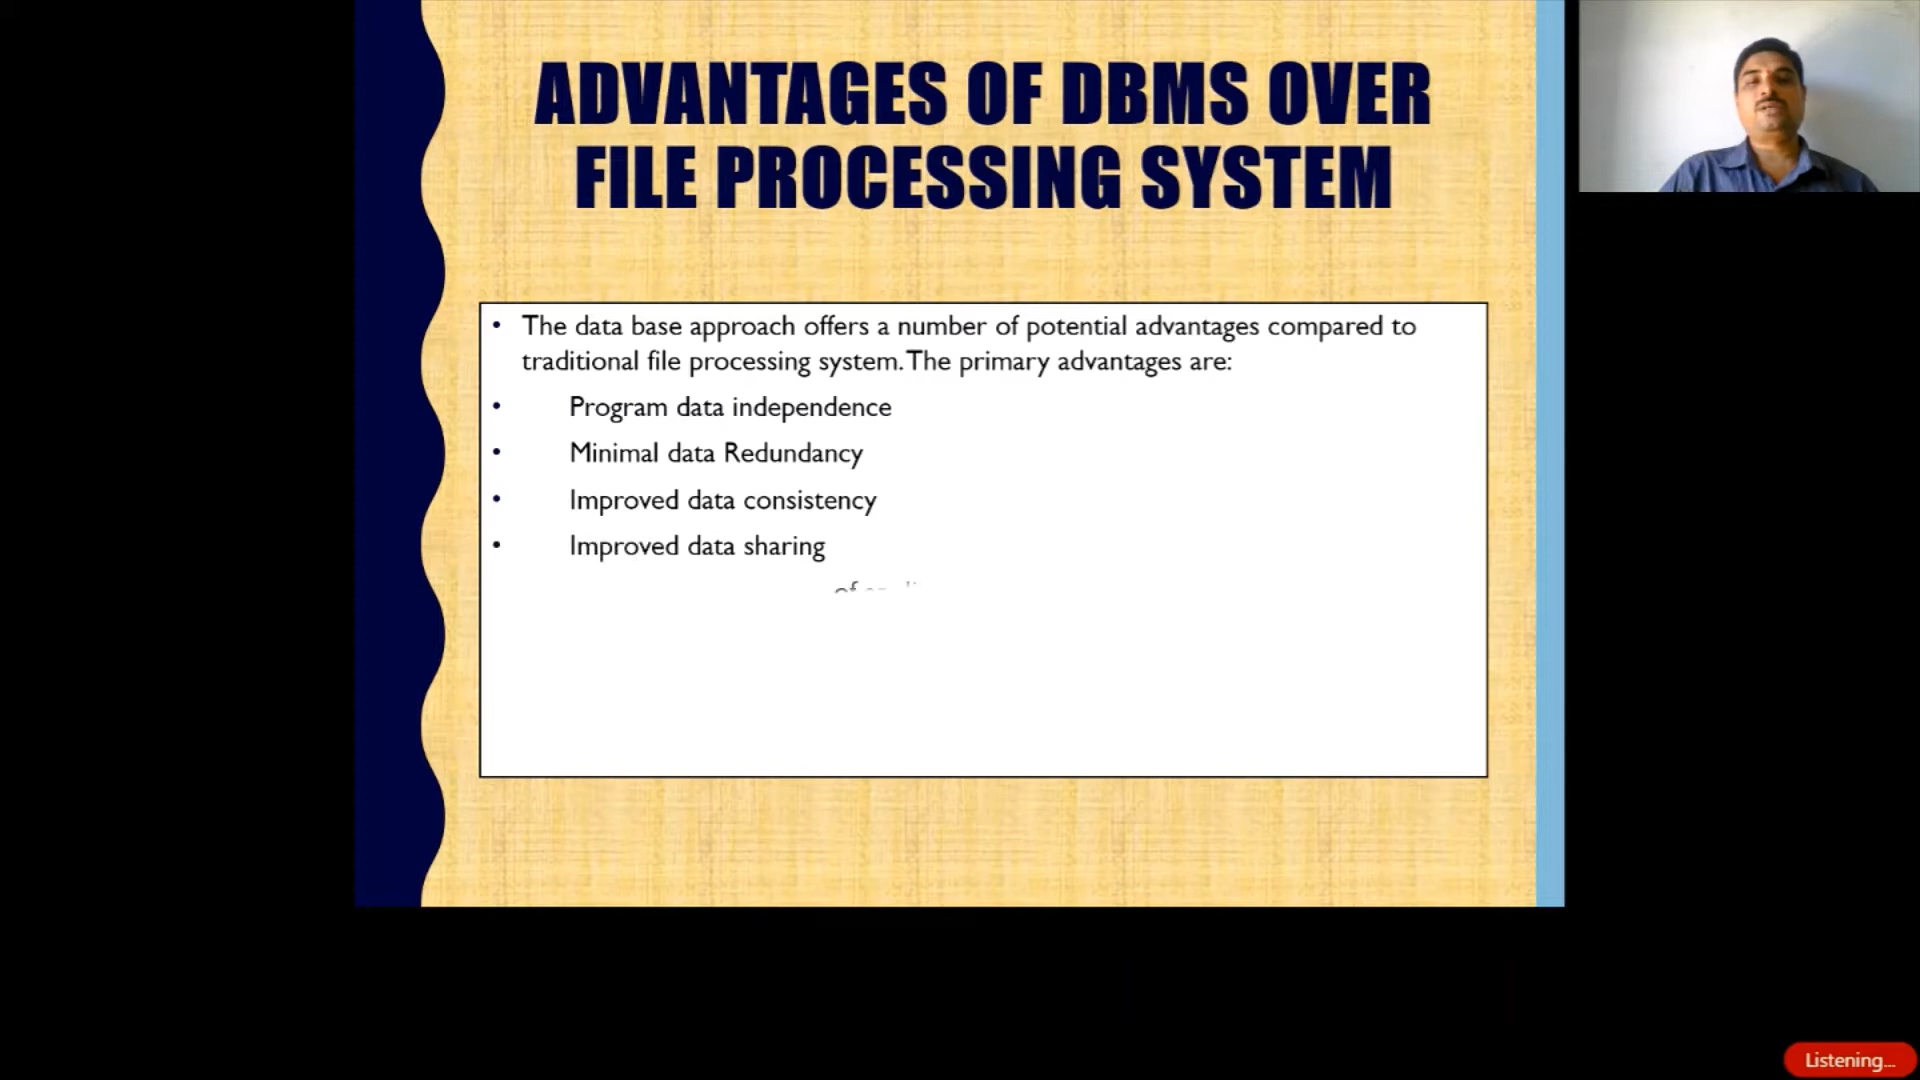 ADVANTAGES OF DBMS OVER
FILE PROCESSING SYSTEM
• The data base approach offers a number of potential advantages compared to
traditional file processing system. The primary advantages are:
• Program data independence
• Minimal data Redundancy
• Improved data consistency
• Improved data sharing
of
Listening...